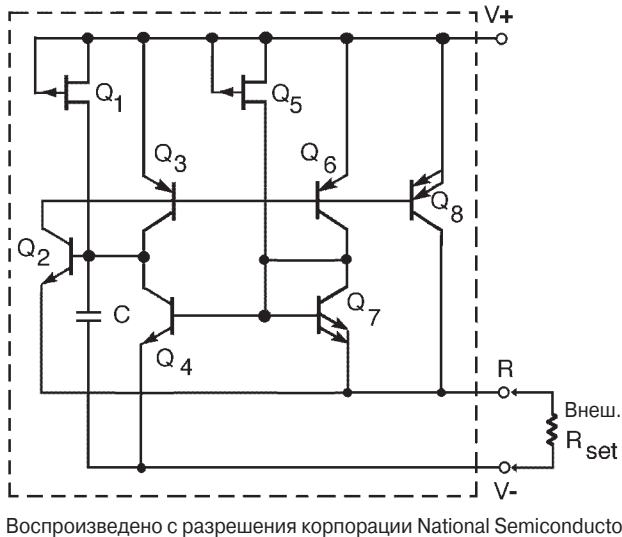 V+
Q1
Q5
Q3
Q6
Q8
Q2
C
Q7
Q4
R
Внеш.
Rset
V-
Воспроизведено с разрешения корпорации National Semiconducto